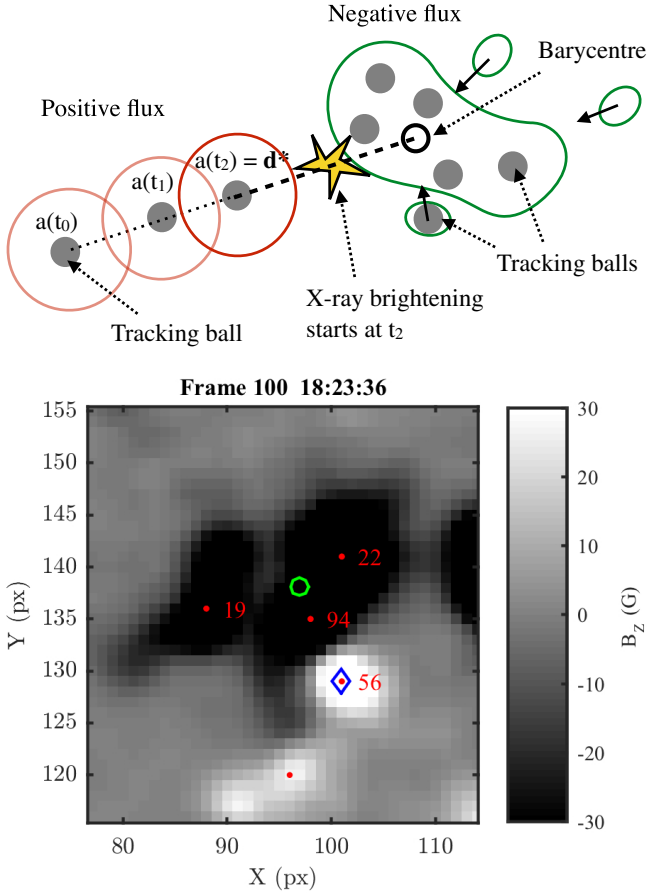 Negative flux
Barycentre
Positive flux
a(t₂) = d*
a(t₁)
a(t₀)
Tracking balls
X-ray brightening
starts at t₂
Tracking ball
Frame 100 18:23:36
155
150
145
140
135
130
125
120
80
90
100
110
X (px)
Y (px)
22
19
94
56
30
20
10
0
-10
-20
-30
B_Z (G)